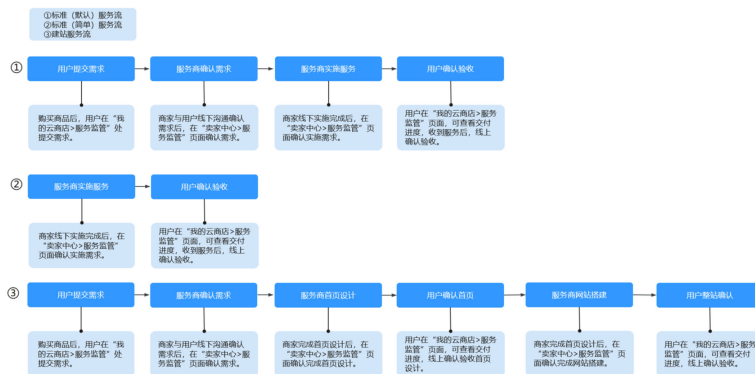 ①标准（默认）服务流
②标准（简单）服务流
③建站服务流
①
用户提交需求
服务商确认需求
服务商实施服务
用户确认验收
购买商品后，用户在“我
的云商店>服务监管”处
提交需求。
商家与用户线下沟通确认
需求后，在“卖家中心>服
务监管”页面确认需求。
商家线下实施完成后，在
“卖家中心>服务监管”页
面确认实施需求。
用户在“我的云商店>服务
监管”页面，可查看交付
进度，收到服务后，线上
确认验收。
②
服务商实施服务
用户确认验收
商家线下实施完成后，在
“卖家中心>服务监管”
页面确认实施需求。
用户在“我的云商店>服务
监管”页面，可查看交付
进度，收到服务后，线上
确认验收。
③
用户提交需求
服务商确认需求
服务商首页设计
用户确认首页
服务商网站搭建
用户整站确认
购买商品后，用户在“我
的云商店>服务监管”处
提交需求。
商家与用户线下沟通确认
需求后，在“卖家中心>服
务监管”页面确认需求。
商家完成首页设计后，在
“卖家中心>服务监管”页
面确认完成首页设计。
用户在“我的云商店>服务
监管”页面，可查看交付
进度，线上确认验收首页
设计。
商家完成首页设计后，在
“卖家中心>服务监管”页
面确认完成网站搭建。
用户在“我的云商店>服务
监管”页面，可查看交付
进度，线上确认验收。